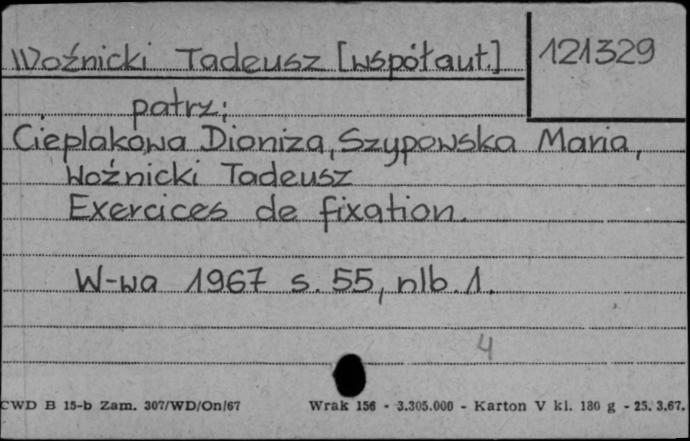 Woźnicki Tadeusz [współaut.] 121329
patrz:
Cieplakowa Dioniza, Szypowska Maria,
Woźnicki Tadeusz
Exercices de fixation.
W-wa 1967 s. 55, nlb. 1.
4
CWD B 15-b Zam. 307/WD/On/67 Wrak 156 - 3.305.000 - Karton V kl. 180 g - 25. 3.67.